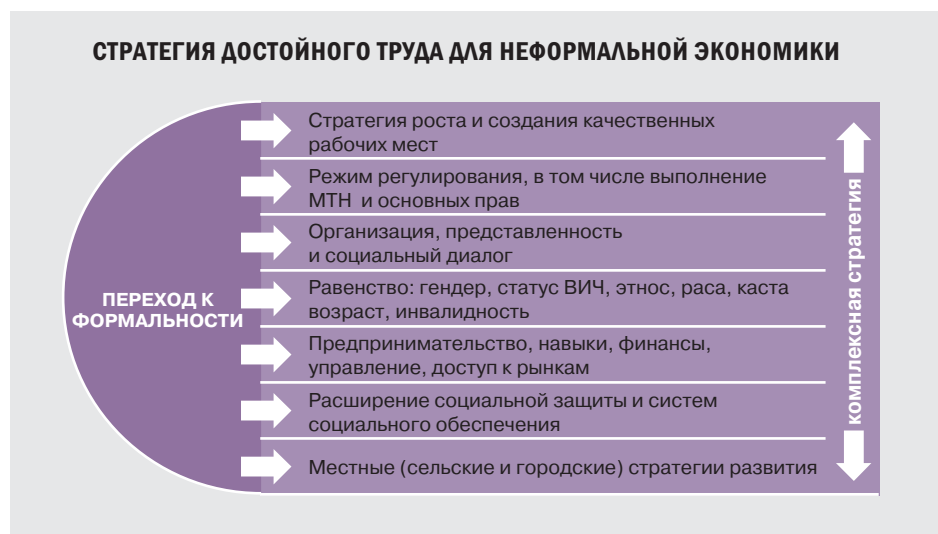 СТРАТЕГИЯ ДОСТОЙНОГО ТРУДА ДЛЯ НЕФОРМАЛЬНОЙ ЭКОНОМИКИ
ПЕРЕХОД К
ФОРМАЛЬНОСТИ
Стратегия роста и создания качественных
рабочих мест
Режим регулирования, в том числе выполнение
МТН и основных прав
Организация, представленность
и социальный диалог
Равенство: гендер, статус ВИЧ, этнос, раса, каста
возраст, инвалидность
Предпринимательство, навыки, финансы,
управление, доступ к рынкам
Расширение социальной защиты и систем
социального обеспечения
Местные (сельские и городские) стратегии развития
комплексная стратегия